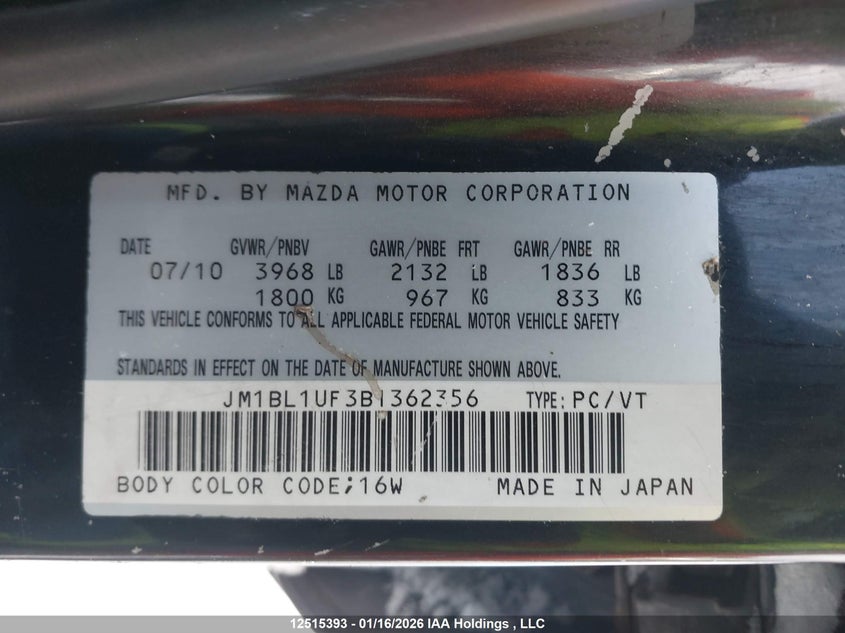 MFD. BY MAZDA MOTOR CORPORATION
DATE GVWR/PNBV GAWR/PNBE FRT GAWR/PNBE RR
07/10 3968 LB 2132 LB 1836 LB
1800 KG 967 KG 833 KG
THIS VEHICLE CONFORMS TO ALL APPLICABLE FEDERAL MOTOR VEHICLE SAFETY
STANDARDS IN EFFECT ON THE DATE OF MANUFACTURE SHOWN ABOVE.
JM1BL1UF3B1362356 TYPE: PC/VT
BODY COLOR CODE;16W MADE IN JAPAN
12515393 - 01/16/2026 IAA Holdings , LLC